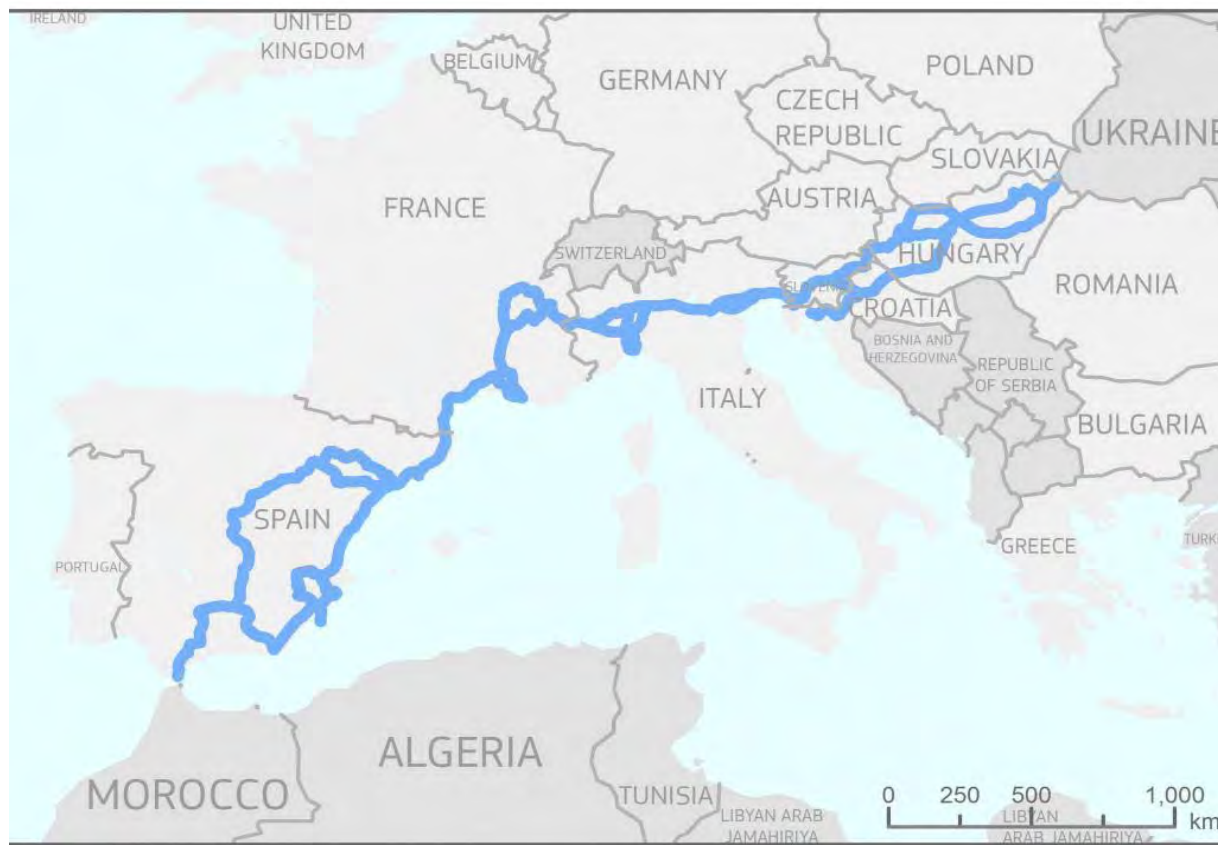 IRELAND
UNITED
KINGDOM
BELGIUM
GERMANY
POLAND
CZECH
REPUBLIC
UKRAINE
SLOVAKIA
FRANCE
AUSTRIA
SWITZERLAND
HUNGARY
ROMANIA
SLOVENIA
CROATIA
BOSNIA AND
HERZEGOVINA
REPUBLIC
OF SERBIA
ITALY
BULGARIA
SPAIN
PORTUGAL
GREECE
TURK
ALGERIA
MOROCCO
TUNISIA
LIBYAN ARAB
JAMAHIRIYA
0 250 500 1,000
km
LIBYAN
ARAB JAMAHIRIYA